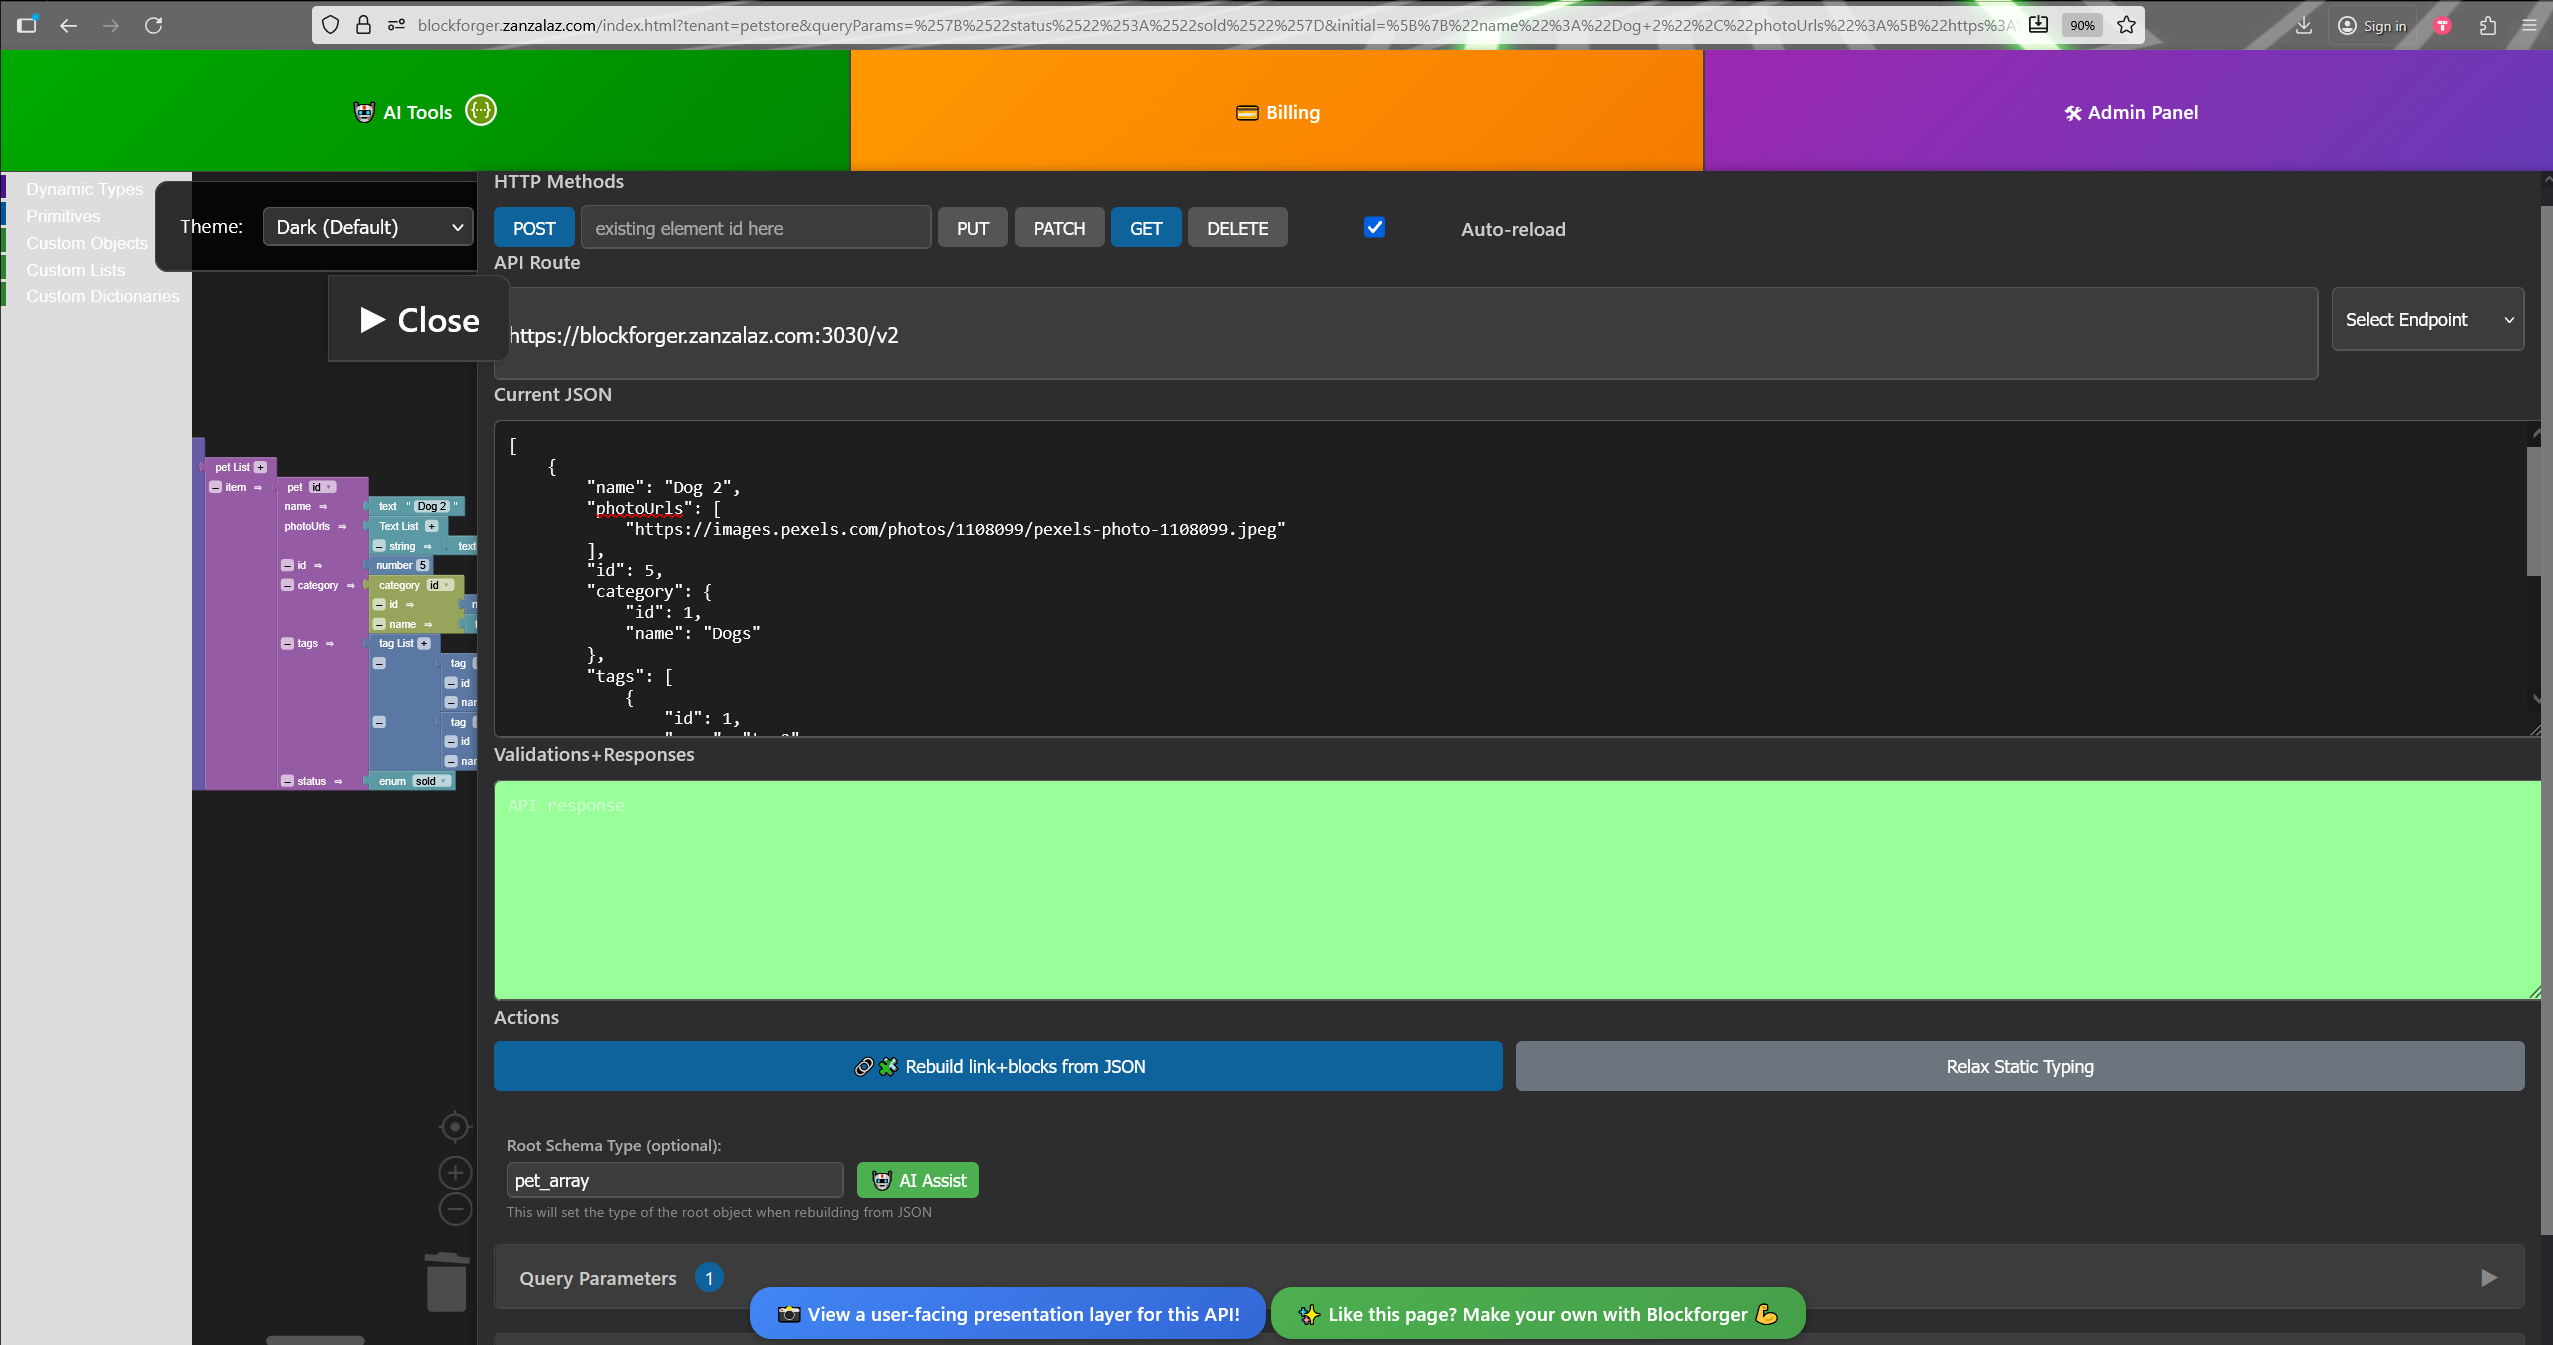 blockforger.zanzalaz.com/index.html?tenant=petstore&queryParams=%257B%2522status%2522%253A%2522sold%2522%257D&initial=%5B%7B%22name%22%3A%22Dog+2%22%2C%22photoUrls%22%3A%5B%22https%3A%
90%
Sign in
AI Tools {···}
Billing
Admin Panel
Dynamic Types
Primitives
Custom Objects
Custom Lists
Custom Dictionaries
Theme:
Dark (Default)
▶ Close
HTTP Methods
POST
existing element id here
PUT
PATCH
GET
DELETE
Auto-reload
API Route
https://blockforger.zanzalaz.com:3030/v2
Select Endpoint
pet List +
item ⇒ pet id
name ⇒ text " Dog 2 "
photoUrls ⇒ Text List +
string ⇒ text
id ⇒ number 5
category ⇒ category id
id ⇒
name ⇒
tags ⇒ tag List +
tag
id
tag
id
status ⇒ enum sold
Current JSON
[
{
"name": "Dog 2",
"photoUrls": [
"https://images.pexels.com/photos/1108099/pexels-photo-1108099.jpeg"
],
"id": 5,
"category": {
"id": 1,
"name": "Dogs"
},
"tags": [
{
"id": 1,
Validations+Responses
API response
Actions
Rebuild link+blocks from JSON
Relax Static Typing
Root Schema Type (optional):
pet_array
AI Assist
This will set the type of the root object when rebuilding from JSON
Query Parameters 1
View a user-facing presentation layer for this API!
Like this page? Make your own with Blockforger